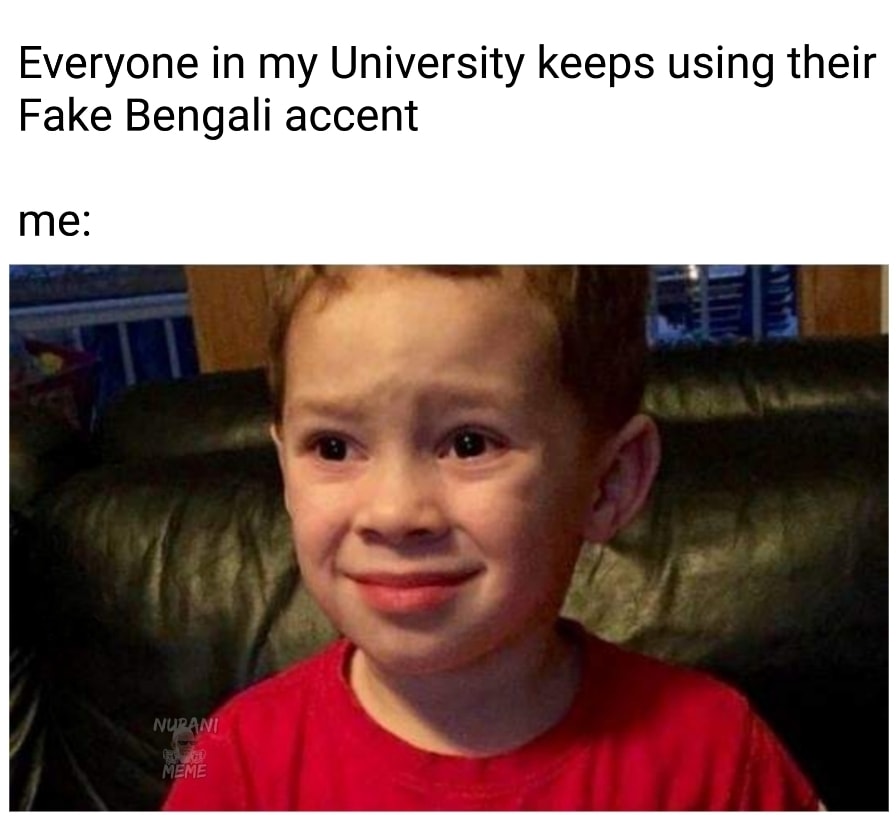 Everyone in my University keeps using their
Fake Bengali accent
me:
NURANI
MEME